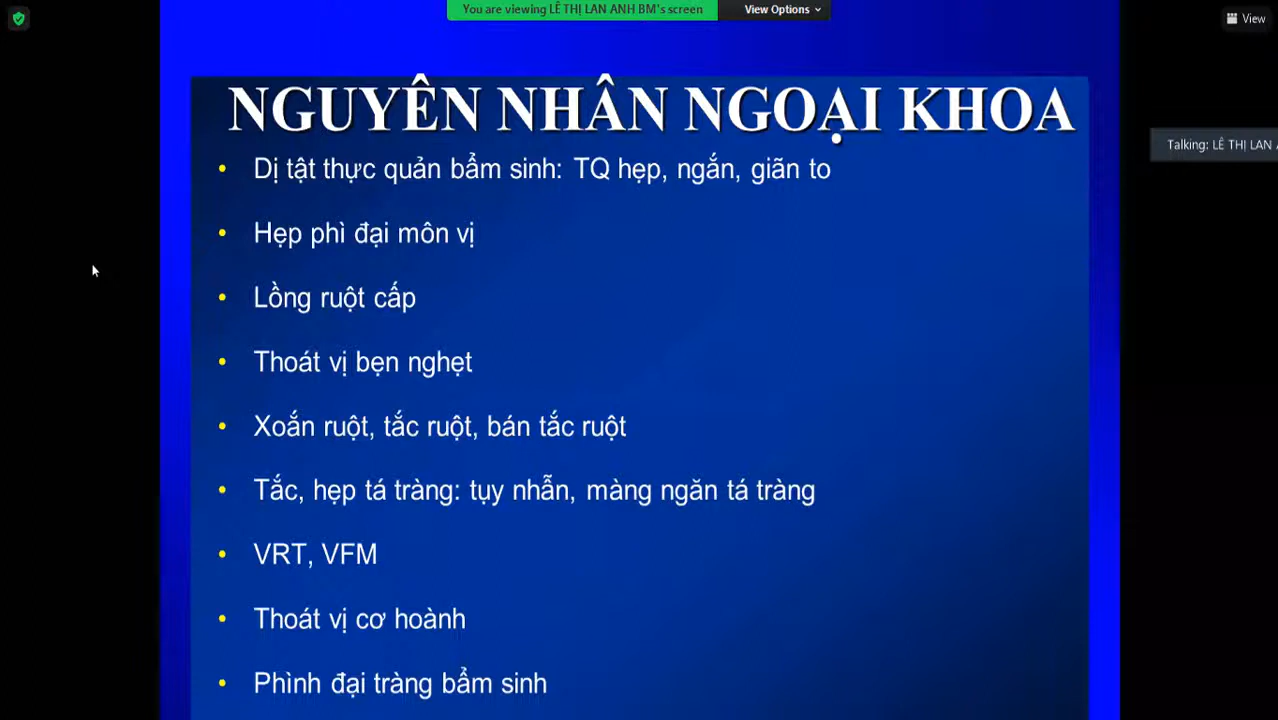 You are viewing LÊ THỊ LAN ANH BM's screen
View Options
View
NGUYÊN NHÂN NGOẠI KHOA
Talking: LÊ THỊ LAN
• Dị tật thực quản bẩm sinh: TQ hẹp, ngắn, giãn to
• Hẹp phì đại môn vị
• Lồng ruột cấp
• Thoát vị bẹn nghẹt
• Xoắn ruột, tắc ruột, bán tắc ruột
• Tắc, hẹp tá tràng: tụy nhẫn, màng ngăn tá tràng
• VRT, VFM
• Thoát vị cơ hoành
• Phình đại tràng bẩm sinh